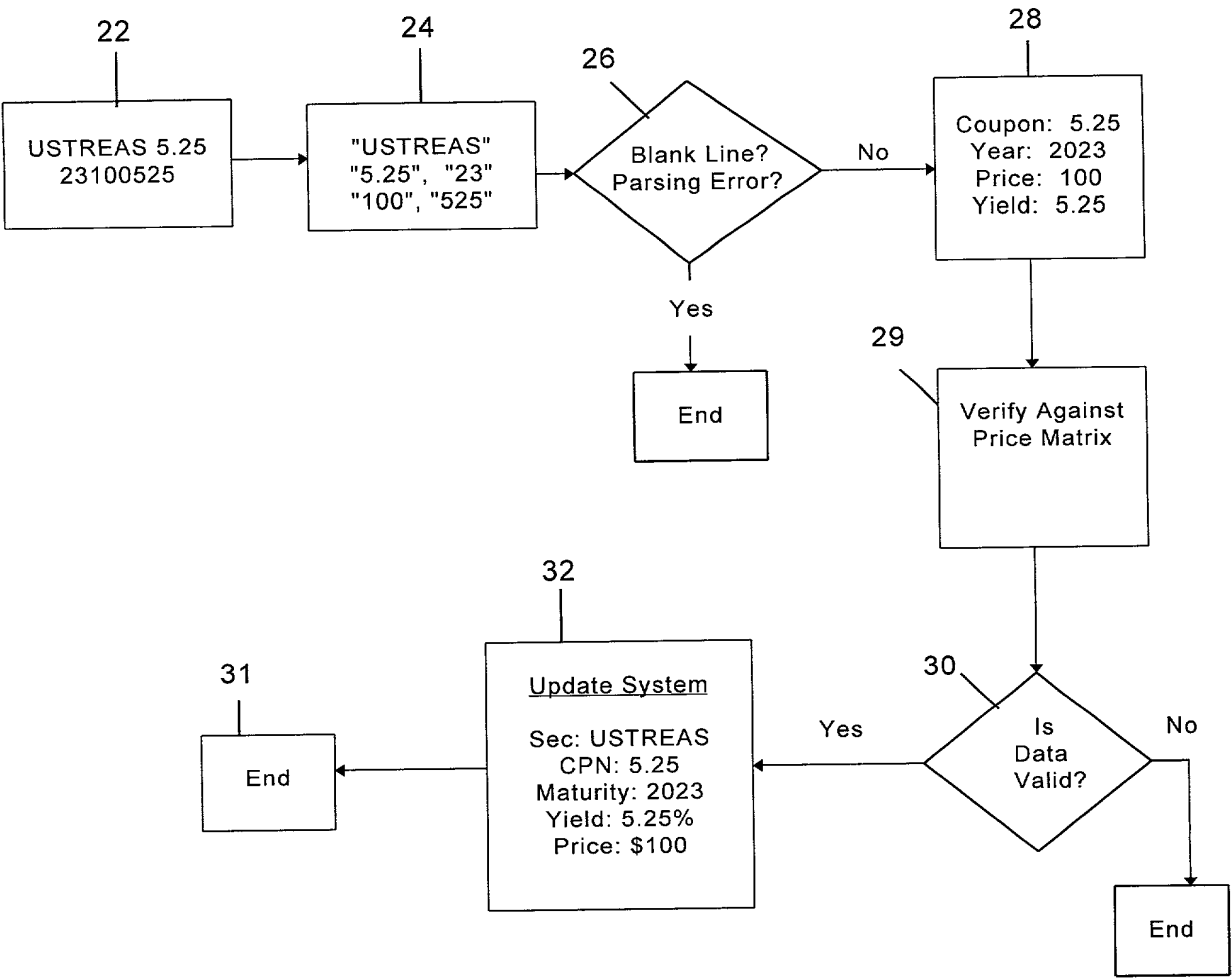 22
24
26
28
USTREAS 5.25
23100525
"USTREAS"
"5.25", "23"
"100", "525"
Blank Line?
Parsing Error?
No
Coupon: 5.25
Year: 2023
Price: 100
Yield: 5.25
Yes
End
29
Verify Against
Price Matrix
30
Is
Data
Valid?
Yes
No
32
Update System
Sec: USTREAS
CPN: 5.25
Maturity: 2023
Yield: 5.25%
Price: $100
31
End
End